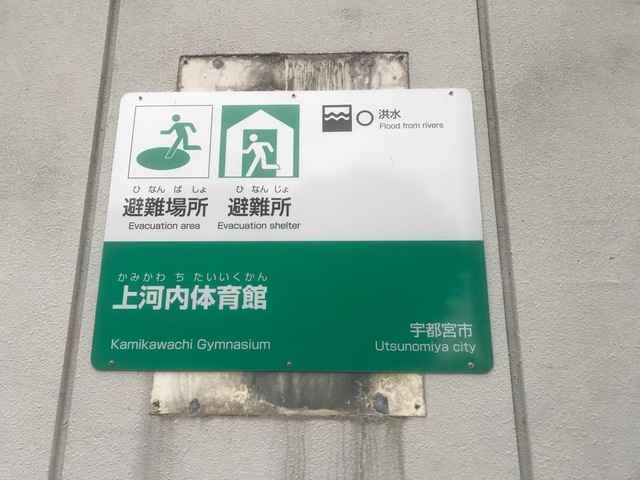 洪水
Flood from rivers
ひ なん ば しょ
避難場所
Evacuation area
ひ なん じょ
避難所
Evacuation shelter
かみかわ ち たいいくかん
上河内体育館
Kamikawachi Gymnasium
宇都宮市
Utsunomiya city